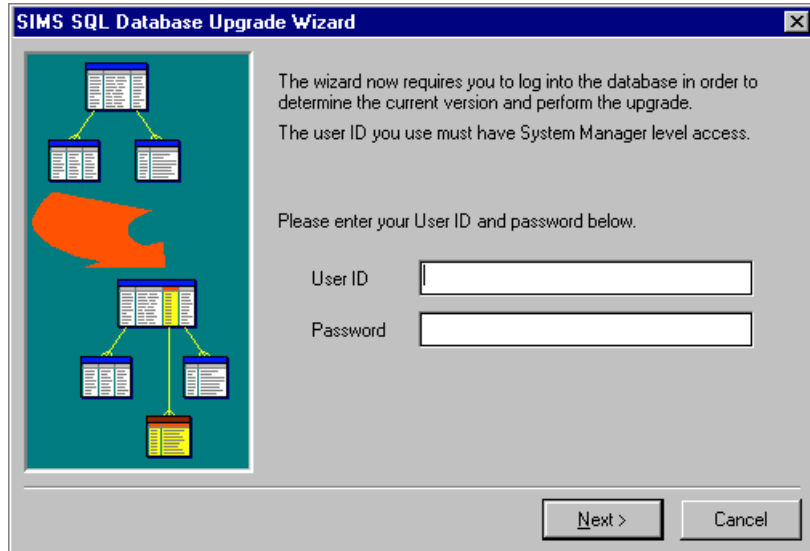 SIMS SQL Database Upgrade Wizard
The wizard now requires you to log into the database in order to
determine the current version and perform the upgrade.
The user ID you use must have System Manager level access.
Please enter your User ID and password below.
User ID
Password
Next >
Cancel